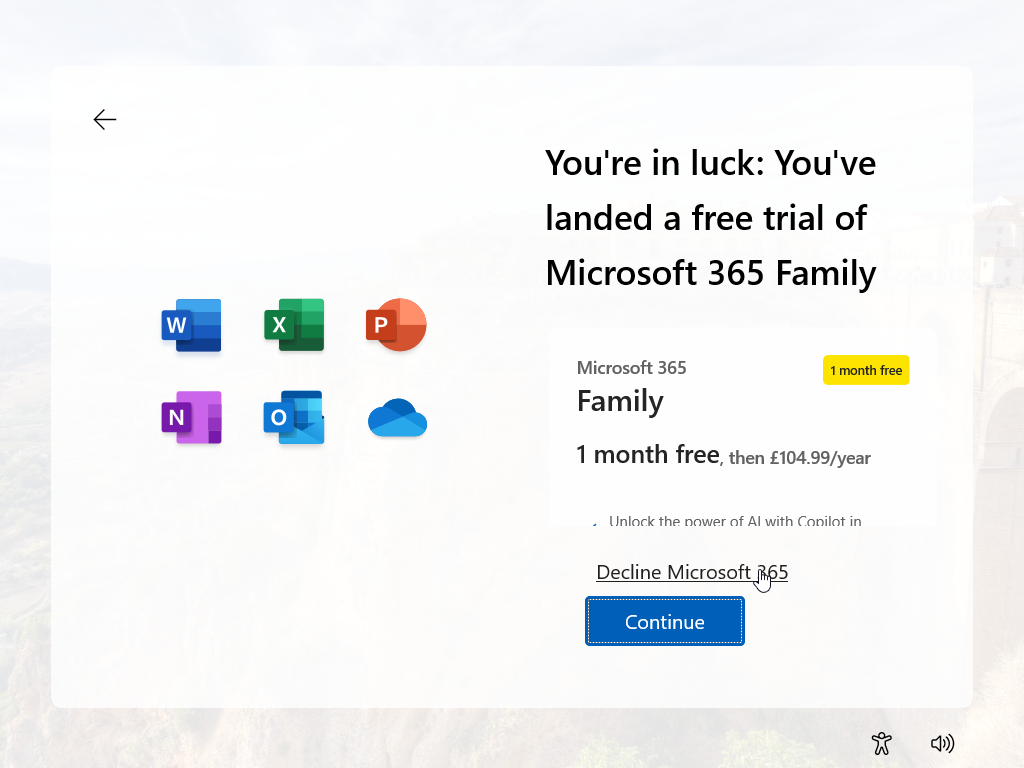 You're in luck: You've
landed a free trial of
Microsoft 365 Family
W X P
N O
Microsoft 365
1 month free
Family
1 month free, then £104.99/year
Unlock the power of AI with Copilot in
Decline Microsoft 365
Continue